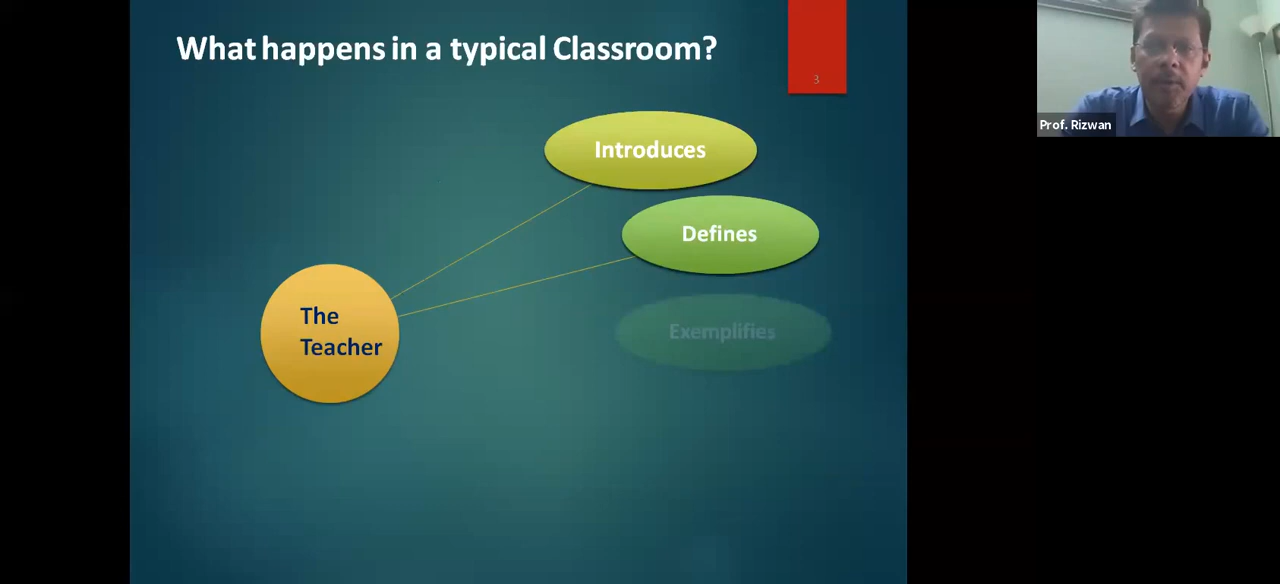 What happens in a typical Classroom?
3
Prof. Rizwan
Introduces
Defines
The
Teacher
Exemplifies